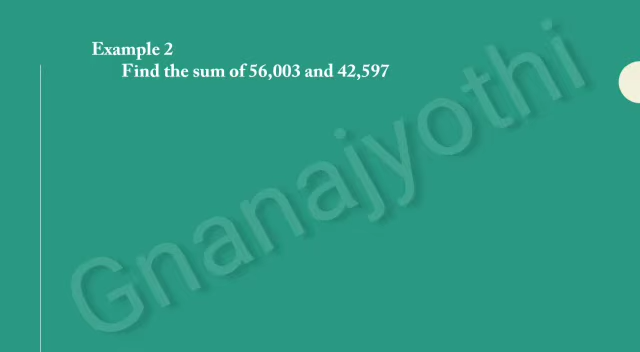 Example 2
Find the sum of 56,003 and 42,597
Gnanajyothi